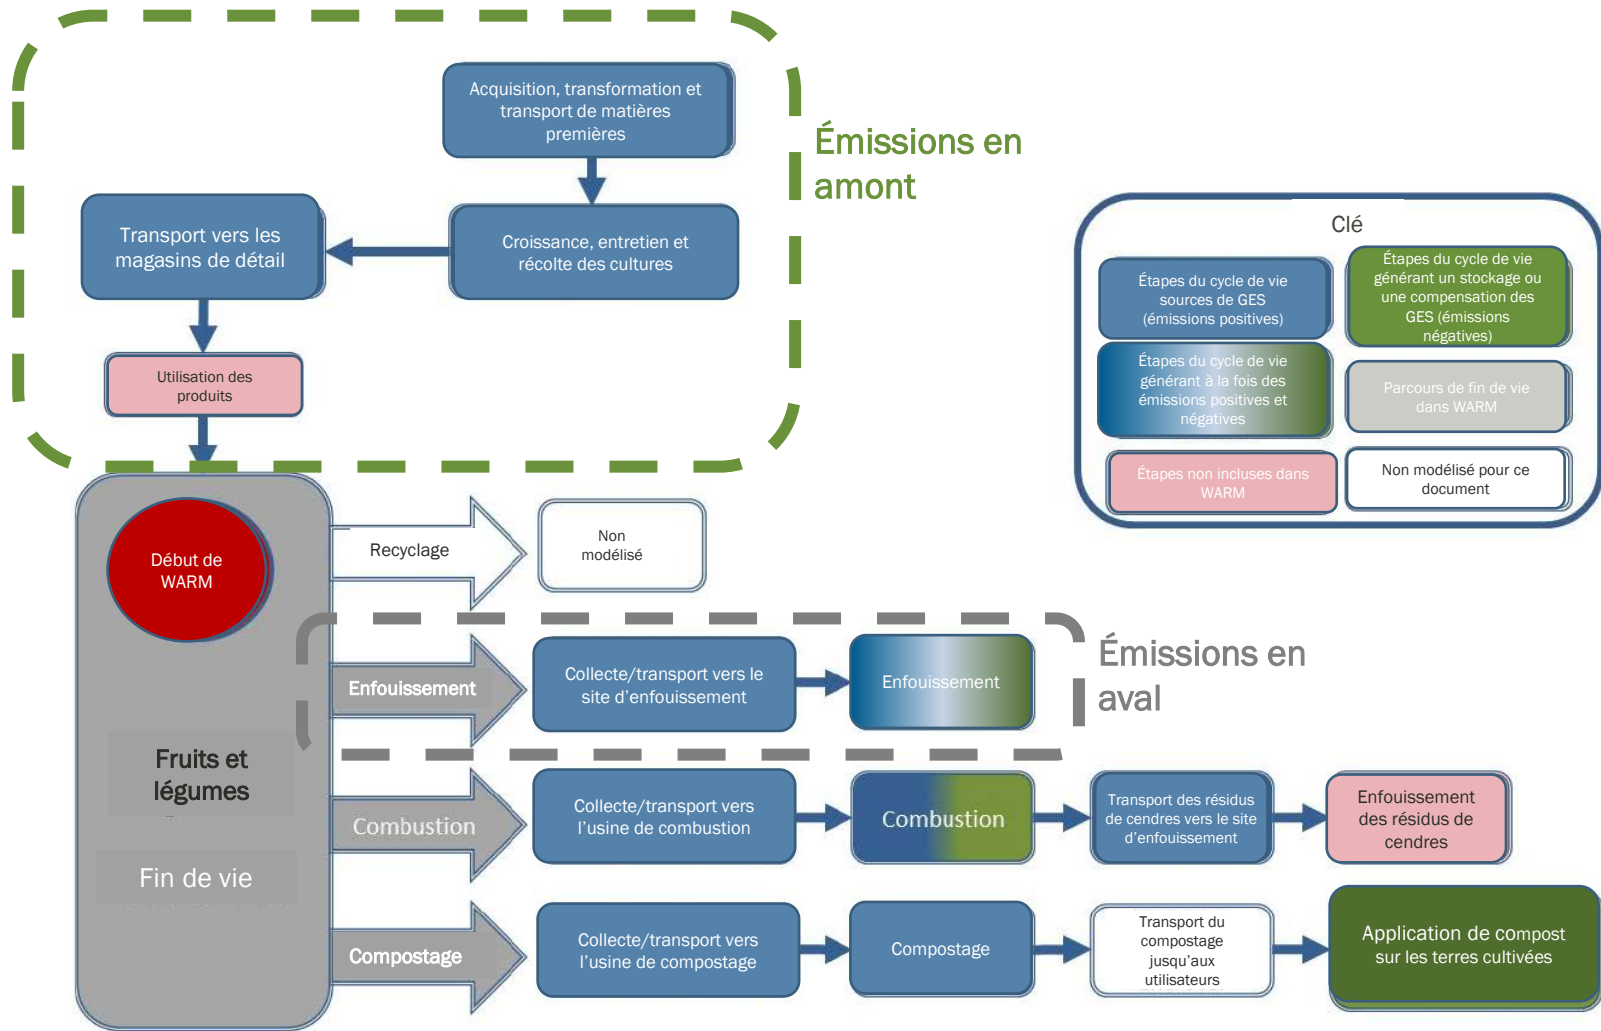 Acquisition, transformation et
transport de matières
premières
Émissions en
amont
Transport vers les
magasins de détail
Croissance, entretien et
récolte des cultures
Utilisation des
produits
Clé
Étapes du cycle de vie
sources de GES
(émissions positives)
Étapes du cycle de vie
générant un stockage ou
une compensation des
GES (émissions
négatives)
Étapes du cycle de vie
générant à la fois des
émissions positives et
négatives
Parcours de fin de vie
dans WARM
Étapes non incluses dans
WARM
Non modélisé pour ce
document
Début de
WARM
Fruits et
légumes
Fin de vie
Recyclage
Non
modélisé
Enfouissement
Collecte/transport vers le
site d'enfouissement
Enfouissement
Émissions en
aval
Combustion
Collecte/transport vers
l'usine de combustion
Combustion
Transport des résidus
de cendres vers le site
d'enfouissement
Enfouissement
des résidus de
cendres
Compostage
Collecte/transport vers
l'usine de compostage
Compostage
Transport du
compostage
jusqu'aux
utilisateurs
Application de compost
sur les terres cultivées